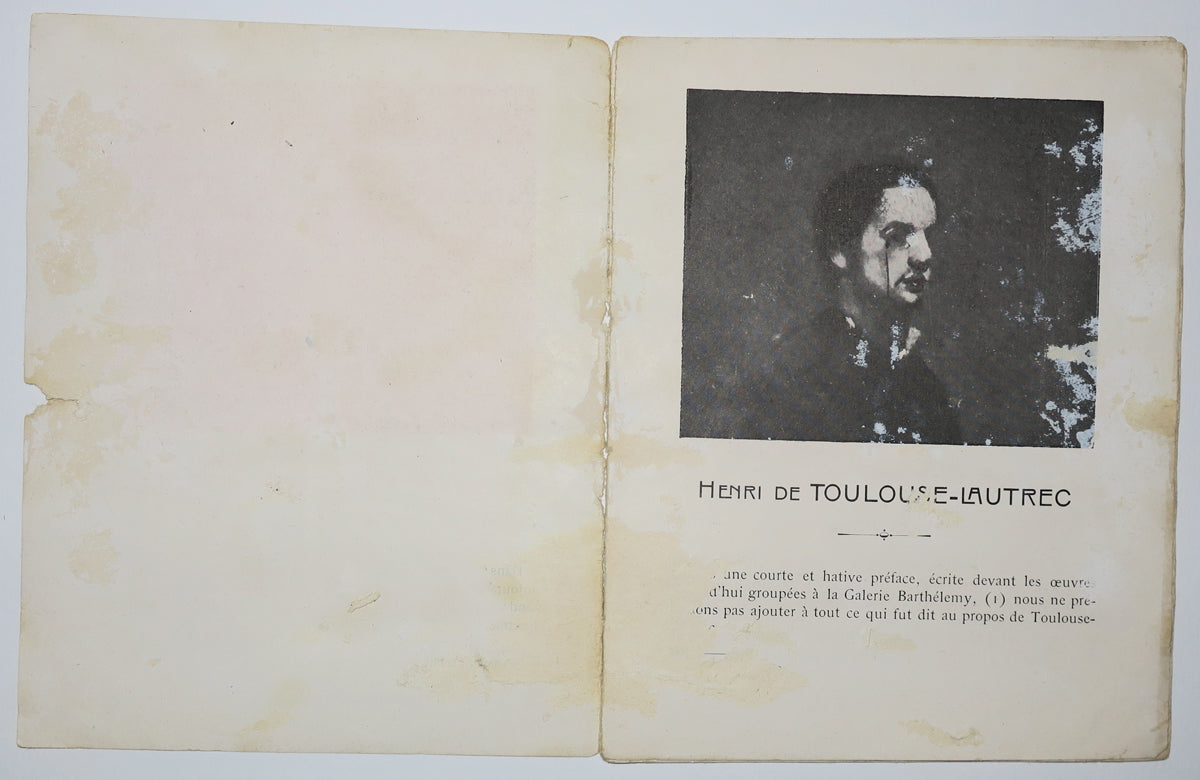 HENRI DE TOULOUSE-LAUTREC
une courte et hative préface, écrite devant les œuvres
d'hui groupées à la Galerie Barthélemy, (1) nous ne pre-
ons pas ajouter à tout ce qui fut dit au propos de Toulouse-